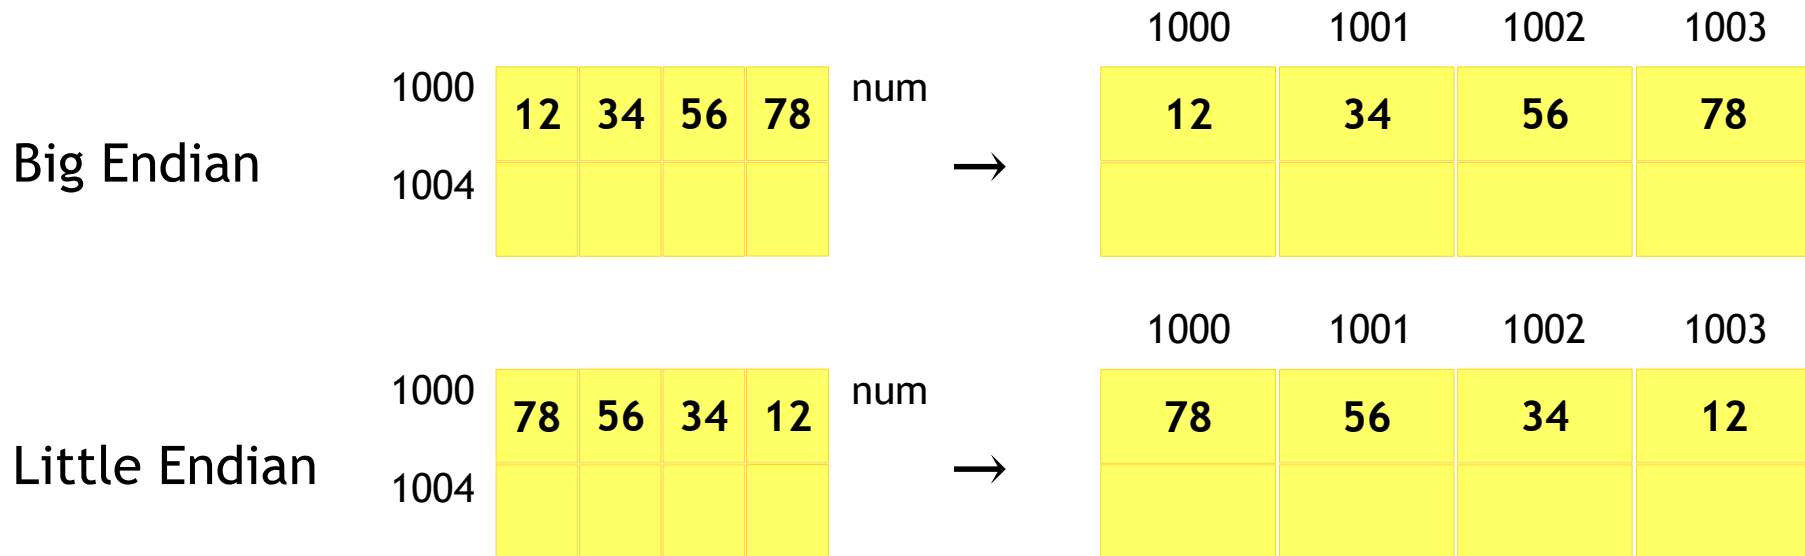 1000 1001 1002 1003
1000 12 34 56 78 num 12 34 56 78
Big Endian →
1004
1000 1001 1002 1003
1000 78 56 34 12 num 78 56 34 12
Little Endian →
1004